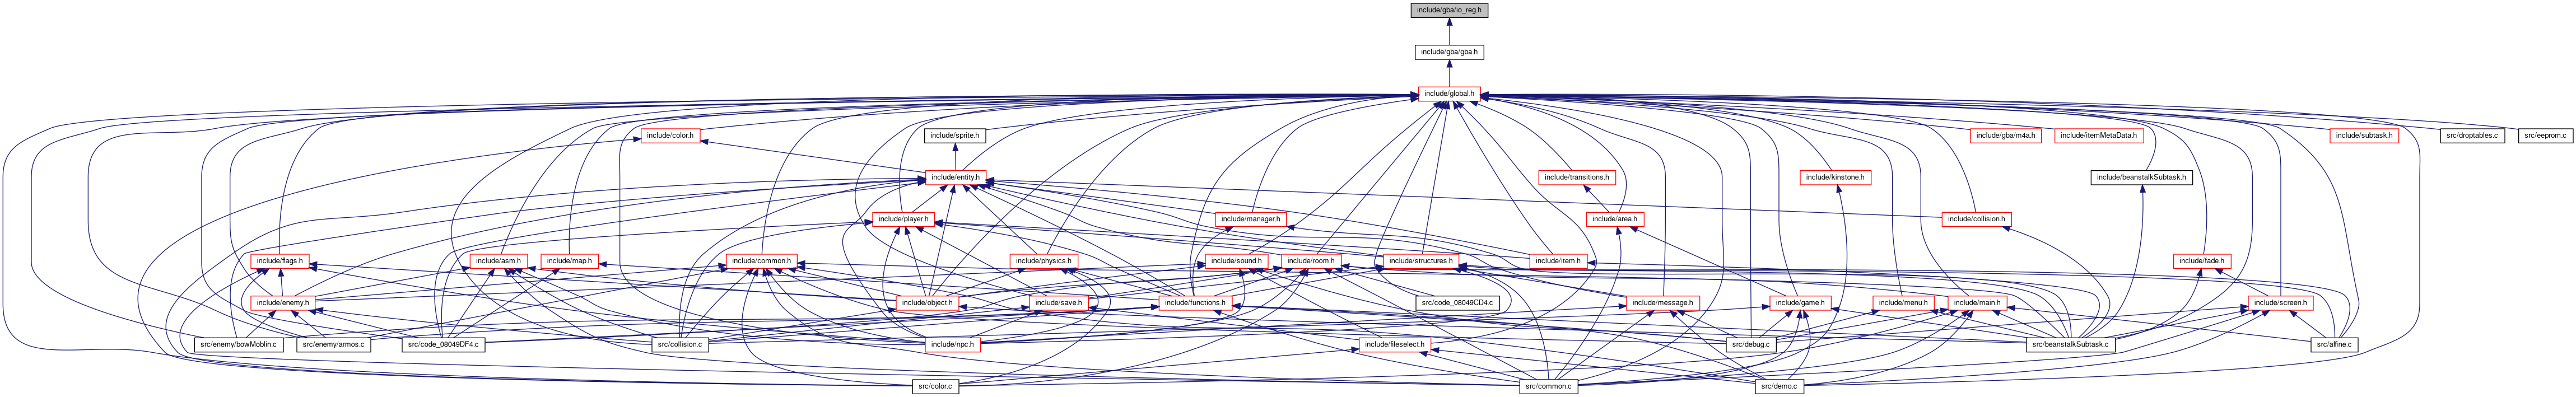 include/gba/io_reg.h
include/gba/gba.h
include/global.h
include/color.h
include/sprite.h
include/gba/m4a.h
include/itemMetaData.h
include/subtask.h
src/droptables.c
src/eeprom.c
include/entity.h
include/transitions.h
include/kinstone.h
include/beanstalkSubtask.h
include/player.h
include/manager.h
include/area.h
include/collision.h
include/flags.h
include/asm.h
include/map.h
include/common.h
include/physics.h
include/sound.h
include/room.h
include/structures.h
include/item.h
include/fade.h
include/enemy.h
include/object.h
include/save.h
include/functions.h
src/code_08049CD4.c
include/message.h
include/game.h
include/menu.h
include/main.h
include/screen.h
src/enemy/bowMoblin.c
src/enemy/armos.c
src/code_08049DF4.c
src/collision.c
include/npc.h
include/fileselect.h
src/debug.c
src/beanstalkSubtask.c
src/affine.c
src/color.c
src/common.c
src/demo.c